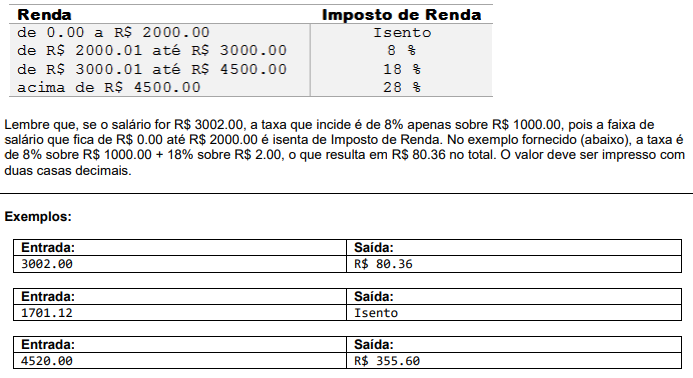 Renda Imposto de Renda
de 0.00 a R$ 2000.00 Isento
de R$ 2000.01 até R$ 3000.00 8 %
de R$ 3000.01 até R$ 4500.00 18 %
acima de R$ 4500.00 28 %
Lembre que, se o salário for R$ 3002.00, a taxa que incide é de 8% apenas sobre R$ 1000.00, pois a faixa de
salário que fica de R$ 0.00 até R$ 2000.00 é isenta de Imposto de Renda. No exemplo fornecido (abaixo), a taxa é
de 8% sobre R$ 1000.00 + 18% sobre R$ 2.00, o que resulta em R$ 80.36 no total. O valor deve ser impresso com
duas casas decimais.
Exemplos:
Entrada: Saída:
3002.00 R$ 80.36
Entrada: Saída:
1701.12 Isento
Entrada: Saída:
4520.00 R$ 355.60